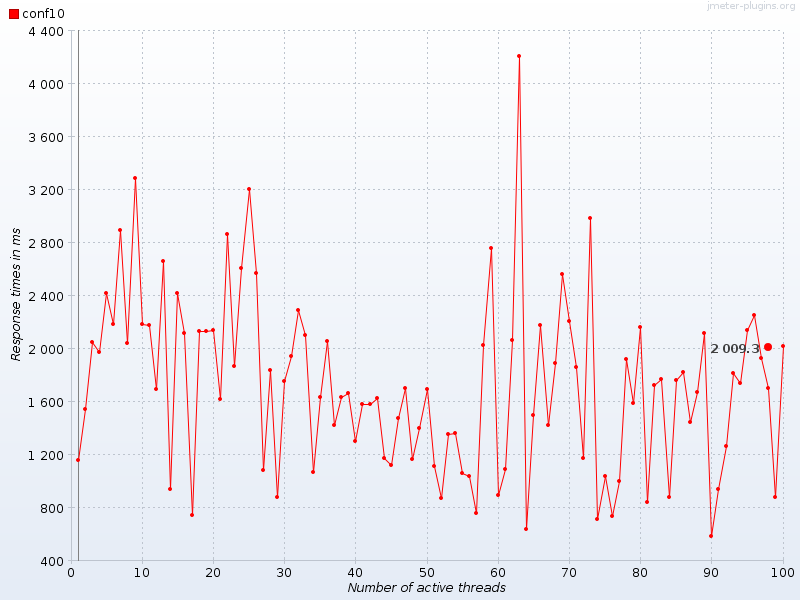 jmeter-plugins.org
conf10
4 400
4 000
3 600
3 200
2 800
2 400
2 000
1 600
1 200
800
400
Response times in ms
2 009.3
0 10 20 30 40 50 60 70 80 90 100
Number of active threads